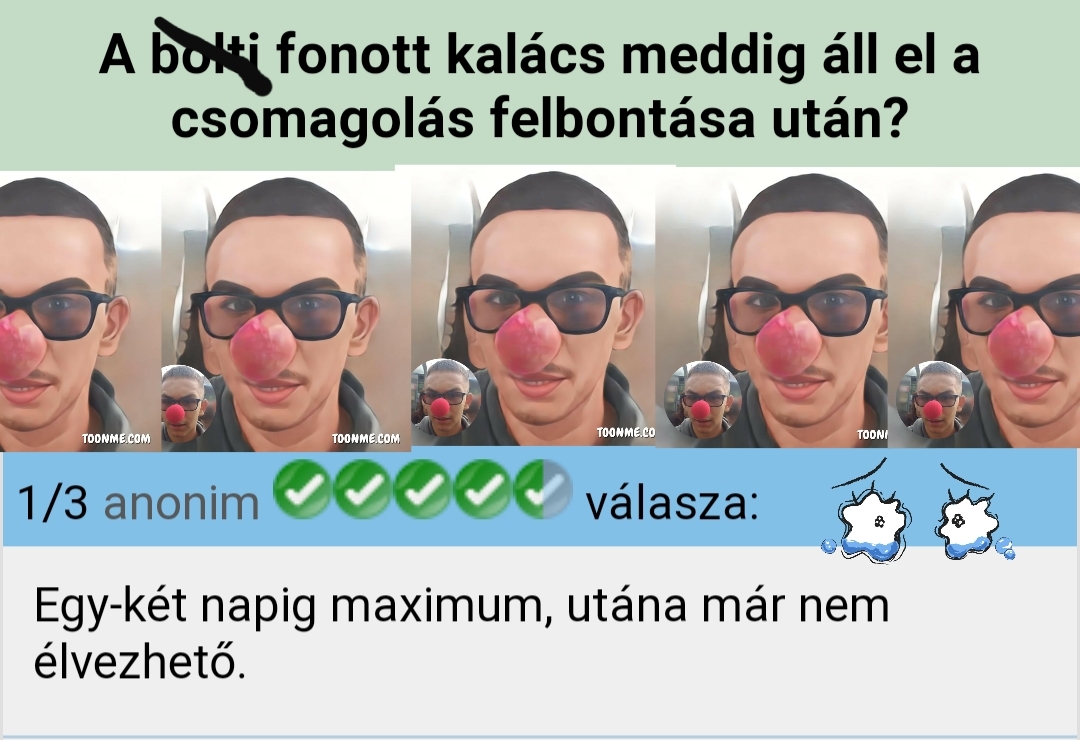 A bolti fonott kalács meddig áll el a
csomagolás felbontása után?
TOONME.COM
TOONME.COM
TOONME.CO
TOON
1/3 anonim válasza:
Egy-két napig maximum, utána már nem
élvezhető.